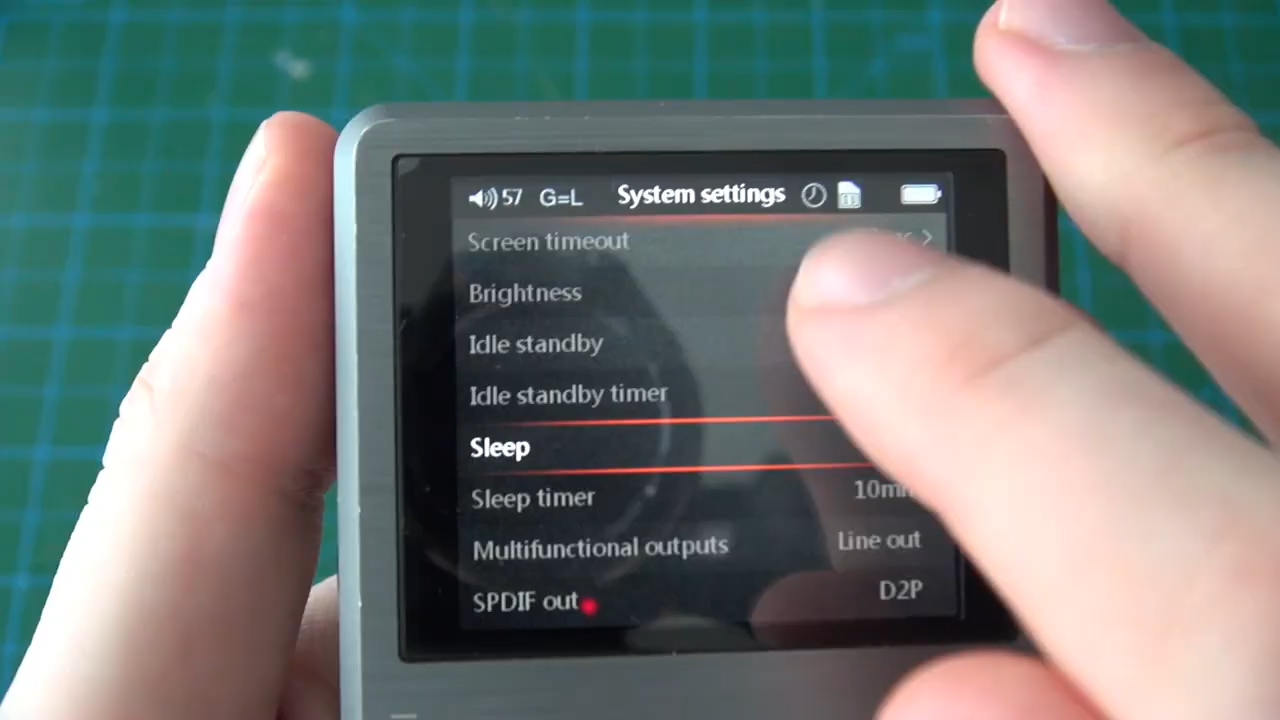 57 G=L System settings
Screen timeout
Brightness
Idle standby
Idle standby timer
Sleep
Sleep timer
Multifunctional outputs Line out
SPDIF out D2P